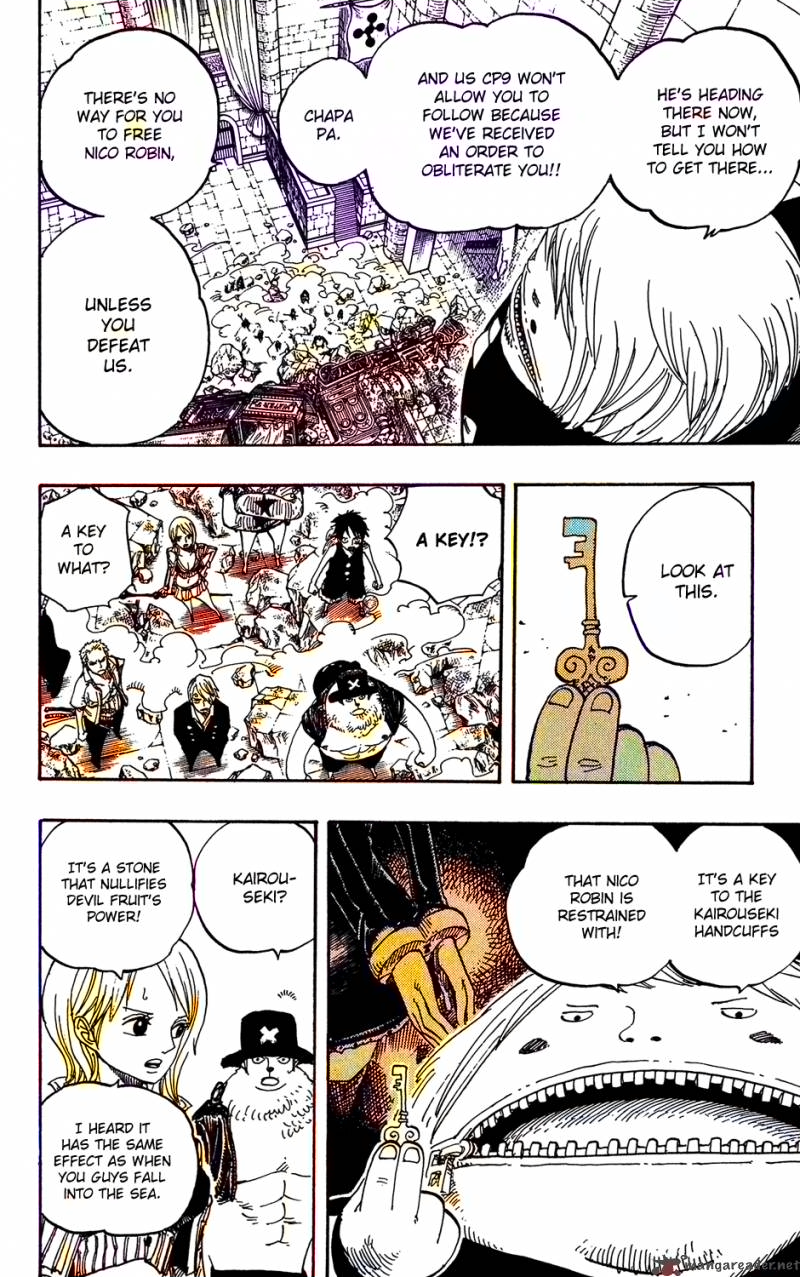 HE'S HEADING
THERE NOW,
BUT I WON'T
TELL YOU HOW
TO GET THERE...
AND US CP9 WON'T
ALLOW YOU TO
FOLLOW BECAUSE
WE'VE RECEIVED
AN ORDER TO
OBLITERATE YOU!!
CHAPA
PA.
THERE'S NO
WAY FOR YOU
TO FREE
NICO ROBIN,
UNLESS
YOU
DEFEAT
US.
LOOK AT
THIS.
A KEY!?
A KEY
TO
WHAT?
IT'S A KEY
TO THE
KAIROUSEKI
HANDCUFFS
THAT NICO
ROBIN IS
RESTRAINED
WITH!
KAIROU-
SEKI?
IT'S A STONE
THAT NULLIFIES
DEVIL FRUIT'S
POWER!
I HEARD IT
HAS THE SAME
EFFECT AS WHEN
YOU GUYS FALL
INTO THE SEA.
mangareader.net